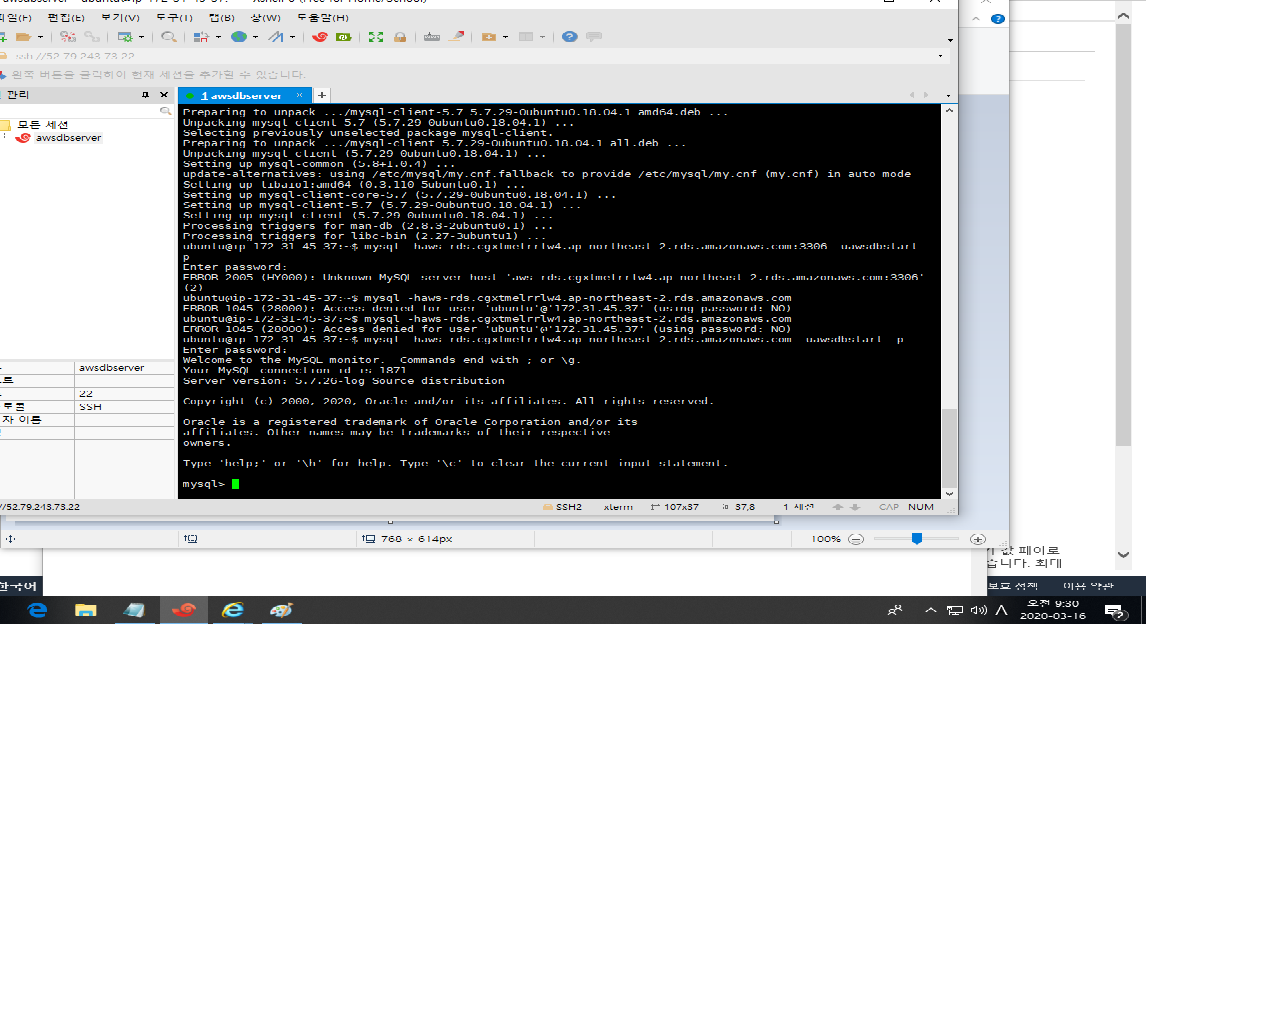 awsdbserver - ubuntu@ip-172-31-45-37: ~ - Xshell 6 (Free for Home/School)
파일(F) 편집(E) 보기(V) 도구(T) 탭(B) 창(W) 도움말(H)
ssh://52.79.243.73:22
왼쪽 버튼을 클릭하여 현재 세션을 추가할 수 있습니다.
관리
모든 세션
awsdbserver
1 awsdbserver × +
Preparing to unpack .../mysql-client-5.7_5.7.29-0ubuntu0.18.04.1_amd64.deb ...
Unpacking mysql-client-5.7 (5.7.29-0ubuntu0.18.04.1) ...
Selecting previously unselected package mysql-client.
Preparing to unpack .../mysql-client_5.7.29-0ubuntu0.18.04.1_all.deb ...
Unpacking mysql-client (5.7.29-0ubuntu0.18.04.1) ...
Setting up mysql-common (5.8+1.0.4) ...
update-alternatives: using /etc/mysql/my.cnf.fallback to provide /etc/mysql/my.cnf (my.cnf) in auto mode
Setting up libaio1:amd64 (0.3.110-5ubuntu0.1) ...
Setting up mysql-client-core-5.7 (5.7.29-0ubuntu0.18.04.1) ...
Setting up mysql-client-5.7 (5.7.29-0ubuntu0.18.04.1) ...
Setting up mysql-client (5.7.29-0ubuntu0.18.04.1) ...
Processing triggers for man-db (2.8.3-2ubuntu0.1) ...
Processing triggers for libc-bin (2.27-3ubuntu1) ...
ubuntu@ip-172-31-45-37:~$ mysql -haws-rds.cgxtmelrrlw4.ap-northeast-2.rds.amazonaws.com:3306 -uawsdbstart -
p
Enter password:
ERROR 2005 (HY000): Unknown MySQL server host 'aws-rds.cgxtmelrrlw4.ap-northeast-2.rds.amazonaws.com:3306'
(2)
ubuntu@ip-172-31-45-37:~$ mysql -haws-rds.cgxtmelrrlw4.ap-northeast-2.rds.amazonaws.com
ERROR 1045 (28000): Access denied for user 'ubuntu'@'172.31.45.37' (using password: NO)
ubuntu@ip-172-31-45-37:~$ mysql -haws-rds.cgxtmelrrlw4.ap-northeast-2.rds.amazonaws.com
ERROR 1045 (28000): Access denied for user 'ubuntu'@'172.31.45.37' (using password: NO)
ubuntu@ip-172-31-45-37:~$ mysql -haws-rds.cgxtmelrrlw4.ap-northeast-2.rds.amazonaws.com -uawsdbstart -p
Enter password:
Welcome to the MySQL monitor.  Commands end with ; or \g.
Your MySQL connection id is 1871
Server version: 5.7.26-log Source distribution
Copyright (c) 2000, 2020, Oracle and/or its affiliates. All rights reserved.
Oracle is a registered trademark of Oracle Corporation and/or its
affiliates. Other names may be trademarks of their respective
owners.
Type 'help;' or '\h' for help. Type '\c' to clear the current input statement.
mysql>
awsdbserver
트
22
토콜 SSH
자 이름
//52.79.243.73:22
SSH2 xterm 107x37 37,8 1 세션 CAP NUM
768 × 614px 100%
값 페이로
습니다. 최대
한국어
보호 정책 이용 약관
오전 9:30
2020-03-16
2